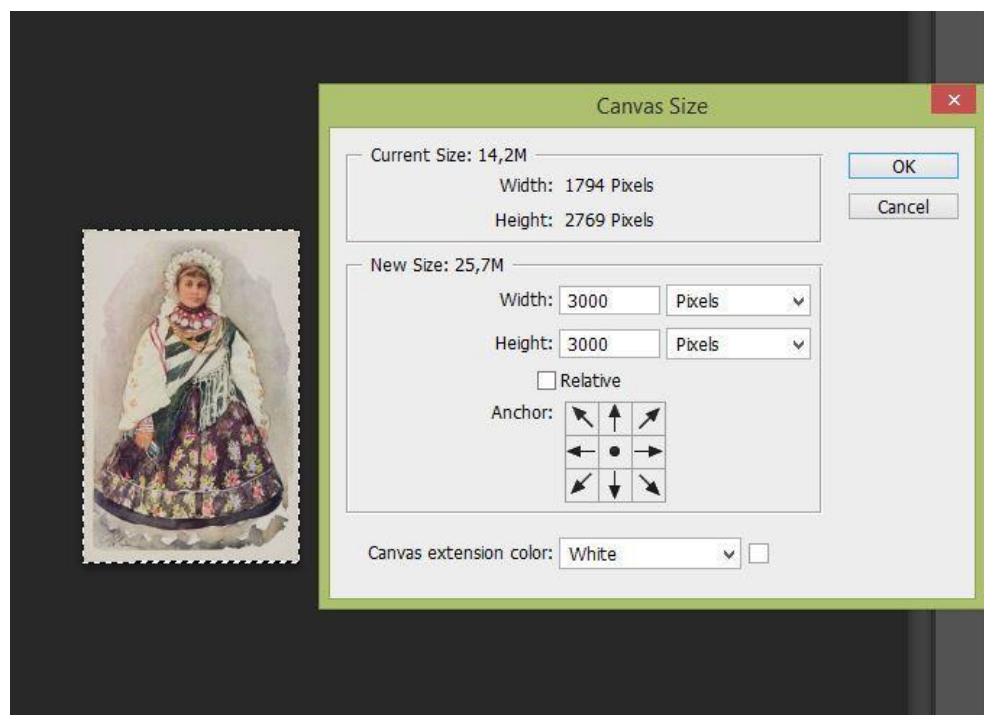 Canvas Size
Current Size: 14,2M
Width: 1794 Pixels
Height: 2769 Pixels
OK
Cancel
New Size: 25,7M
Width: 3000 Pixels
Height: 3000 Pixels
Relative
Anchor:
Canvas extension color: White